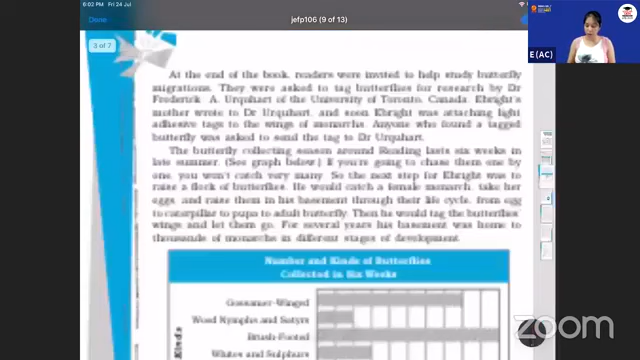 6:02 PM Fri 24 Jul
Done
jefp106 (9 of 13)
3 of 7
E (AC)
At the end of the book, readers were invited to help study butterfly
migrations. They were asked to tag butterflies for research by Dr
Frederick A. Urquhart of the University of Toronto, Canada. Ebright's
mother wrote to Dr Urquhart, and soon Ebright was attaching light
adhesive tags to the wings of monarchs. Anyone who found a tagged
butterfly was asked to send the tag to Dr Urquhart.
The butterfly collecting season around Reading lasts six weeks in
late summer. (See graph below.) If you're going to chase them one by
one, you won't catch very many. So the next step for Ebright was
to raise a flock of butterflies. He would catch a female monarch, take her
eggs, and raise them in his basement through their life cycle, from egg
to caterpillar to pupa to adult butterfly. Then he would tag the butterflies'
wings and let them go. For several years his basement was home to
thousands of monarchs in different stages of development.
Number and Kinds of Butterflies
Collected in Six Weeks
Gossamer-Winged
Wood Nymphs and Satyrs
Brush-Footed
Whites and Sulphurs
Kinds
zoom